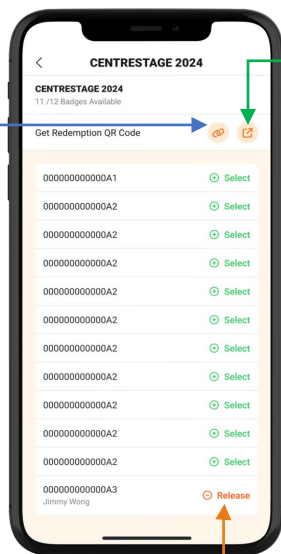 CENTRESTAGE 2024
CENTRESTAGE 2024
11 /12 Badges Available
Get Redemption QR Code
000000000000A1 Select
000000000000A2 Select
000000000000A2 Select
000000000000A2 Select
000000000000A2 Select
000000000000A2 Select
000000000000A2 Select
000000000000A2 Select
000000000000A2 Select
000000000000A2 Select
000000000000A2 Select
000000000000A3 Release
Jimmy Wong